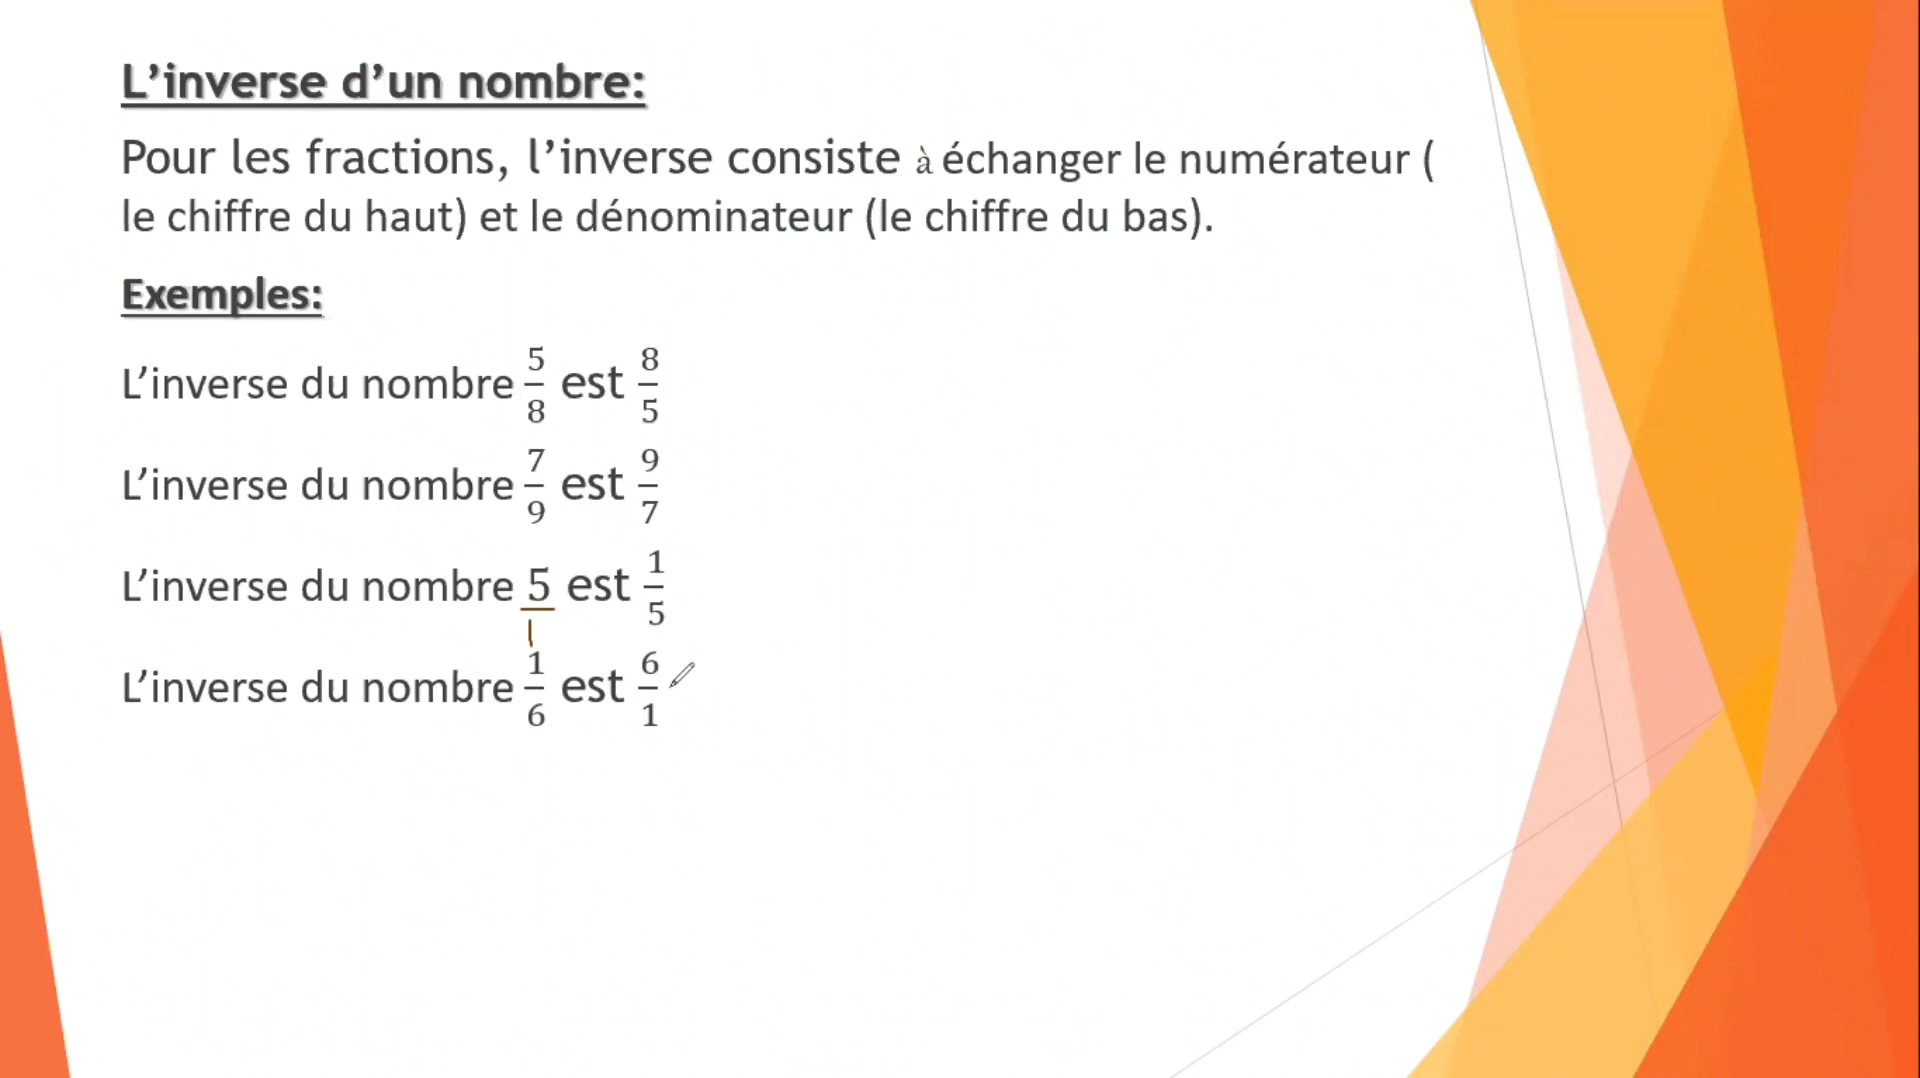 L’inverse d’un nombre:
Pour les fractions, l’inverse consiste à échanger le numérateur (
le chiffre du haut) et le dénominateur (le chiffre du bas).
Exemples:
L’inverse du nombre 5/8 est 8/5
L’inverse du nombre 7/9 est 9/7
L’inverse du nombre 5/1 est 1/5
L’inverse du nombre 1/6 est 6/1